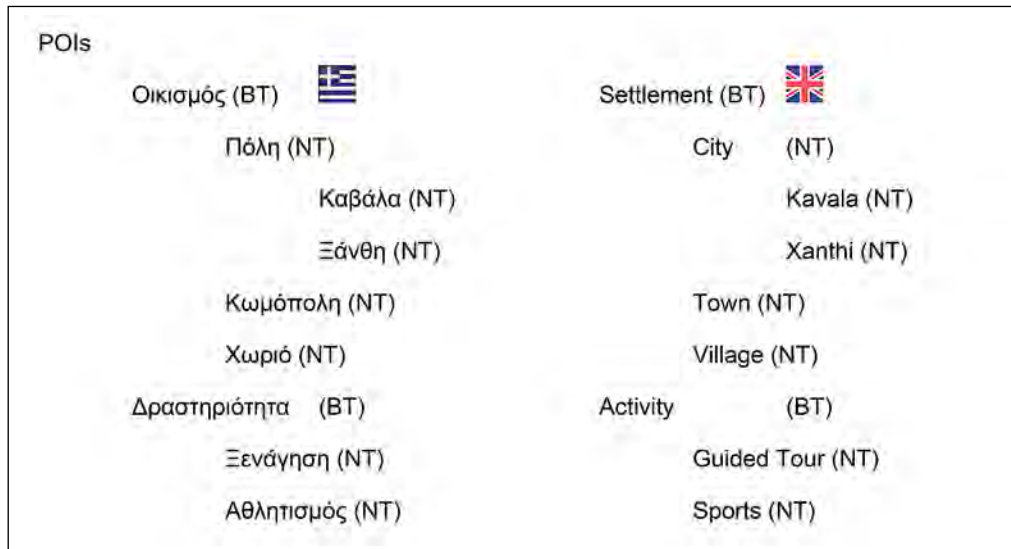 POIs
Οικισμός (BT) Settlement (BT)
Πόλη (NT) City (NT)
Καβάλα (NT) Kavala (NT)
Ξάνθη (NT) Xanthi (NT)
Κωμόπολη (NT) Town (NT)
Χωριό (NT) Village (NT)
Δραστηριότητα (BT) Activity (BT)
Ξενάγηση (NT) Guided Tour (NT)
Αθλητισμός (NT) Sports (NT)